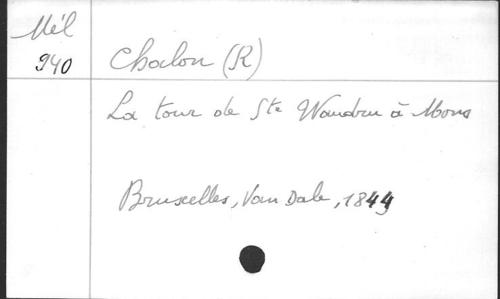 Mél
940
Chalon (R)
La tour de Ste Waudru à Mons
Bruxelles, Van Dale, 1844